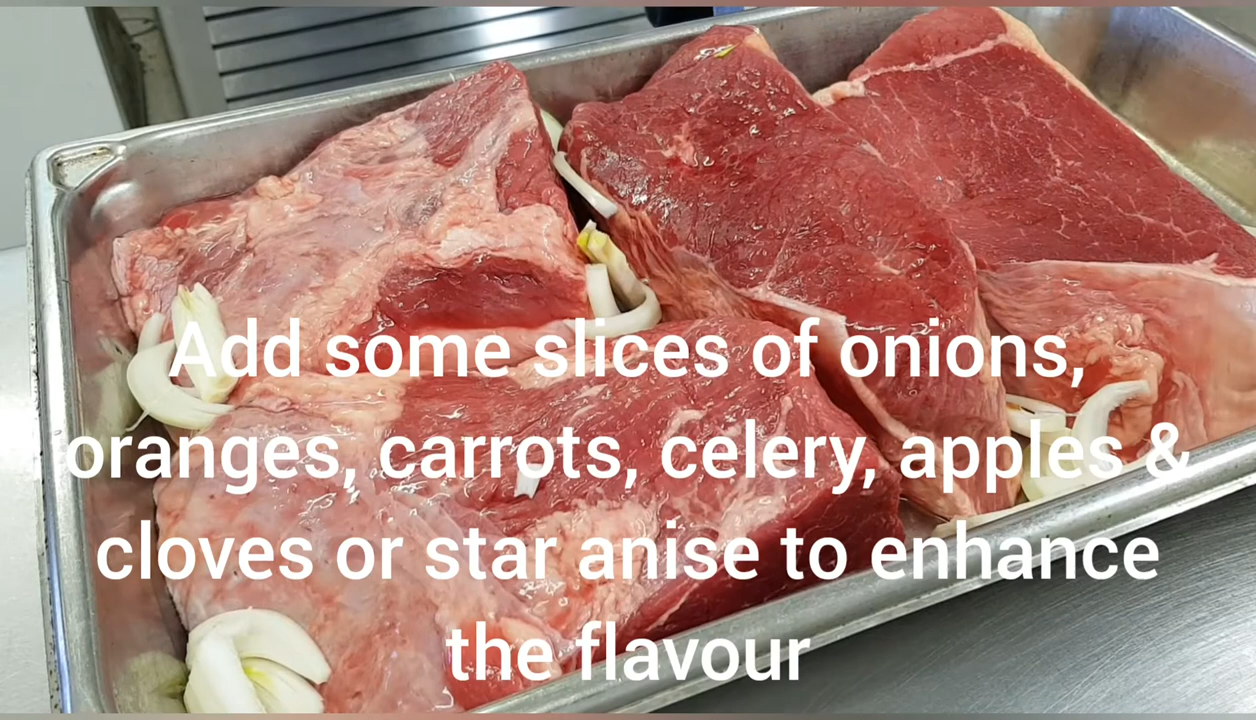 Add some slices of onions,
oranges, carrots, celery, apples &
cloves or star anise to enhance
the flavour